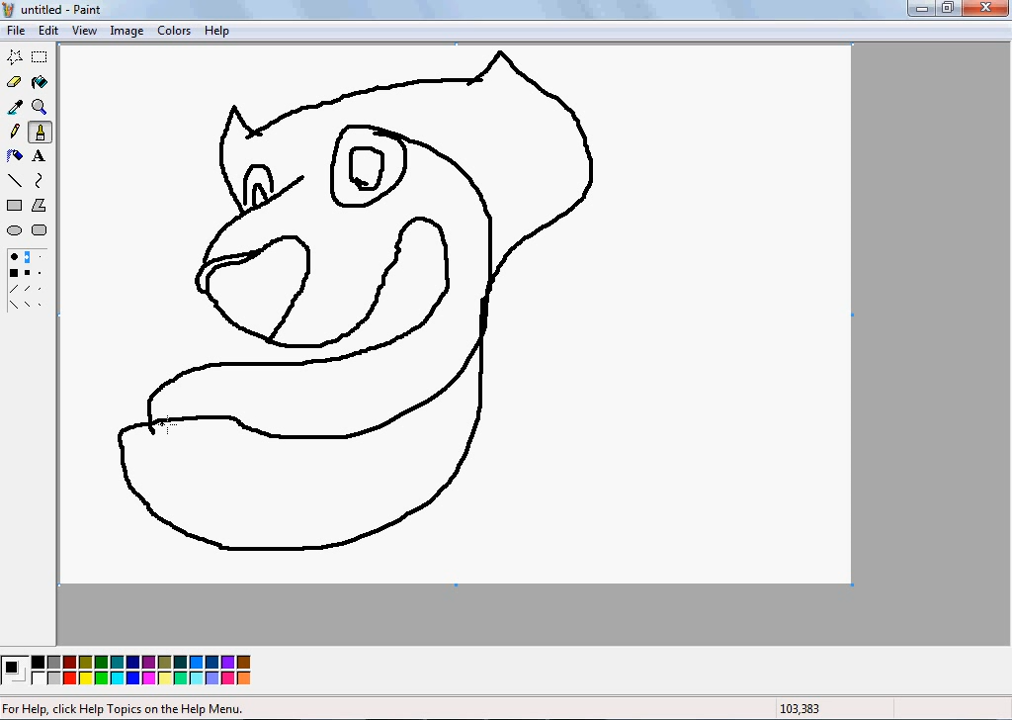 untitled - Paint
File Edit View Image Colors Help
A
For Help, click Help Topics on the Help Menu. 103,383